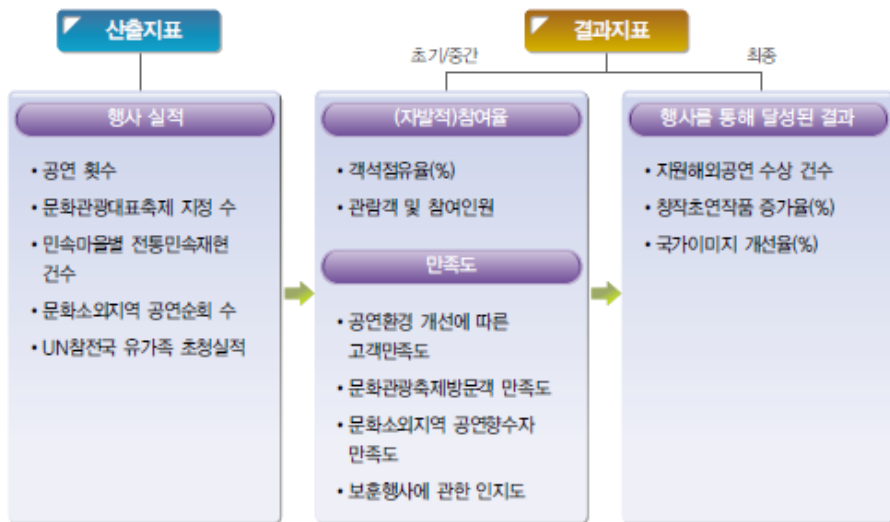 산출지표
결과지표
초기/중간
최종
행사 실적
• 공연 횟수
• 문화관광대표축제 지정 수
• 민속마을별 전통민속재현
건수
• 문화소외지역 공연순회 수
• UN참전국 유가족 초청실적
(자발적)참여율
• 객석점유율(%)
• 관람객 및 참여인원
만족도
• 공연환경 개선에 따른
고객만족도
• 문화관광축제방문객 만족도
• 문화소외지역 공연향수자
만족도
• 보훈행사에 관한 인지도
행사를 통해 달성된 결과
• 지원해외공연 수상 건수
• 창작초연작품 증가율(%)
• 국가이미지 개선율(%)